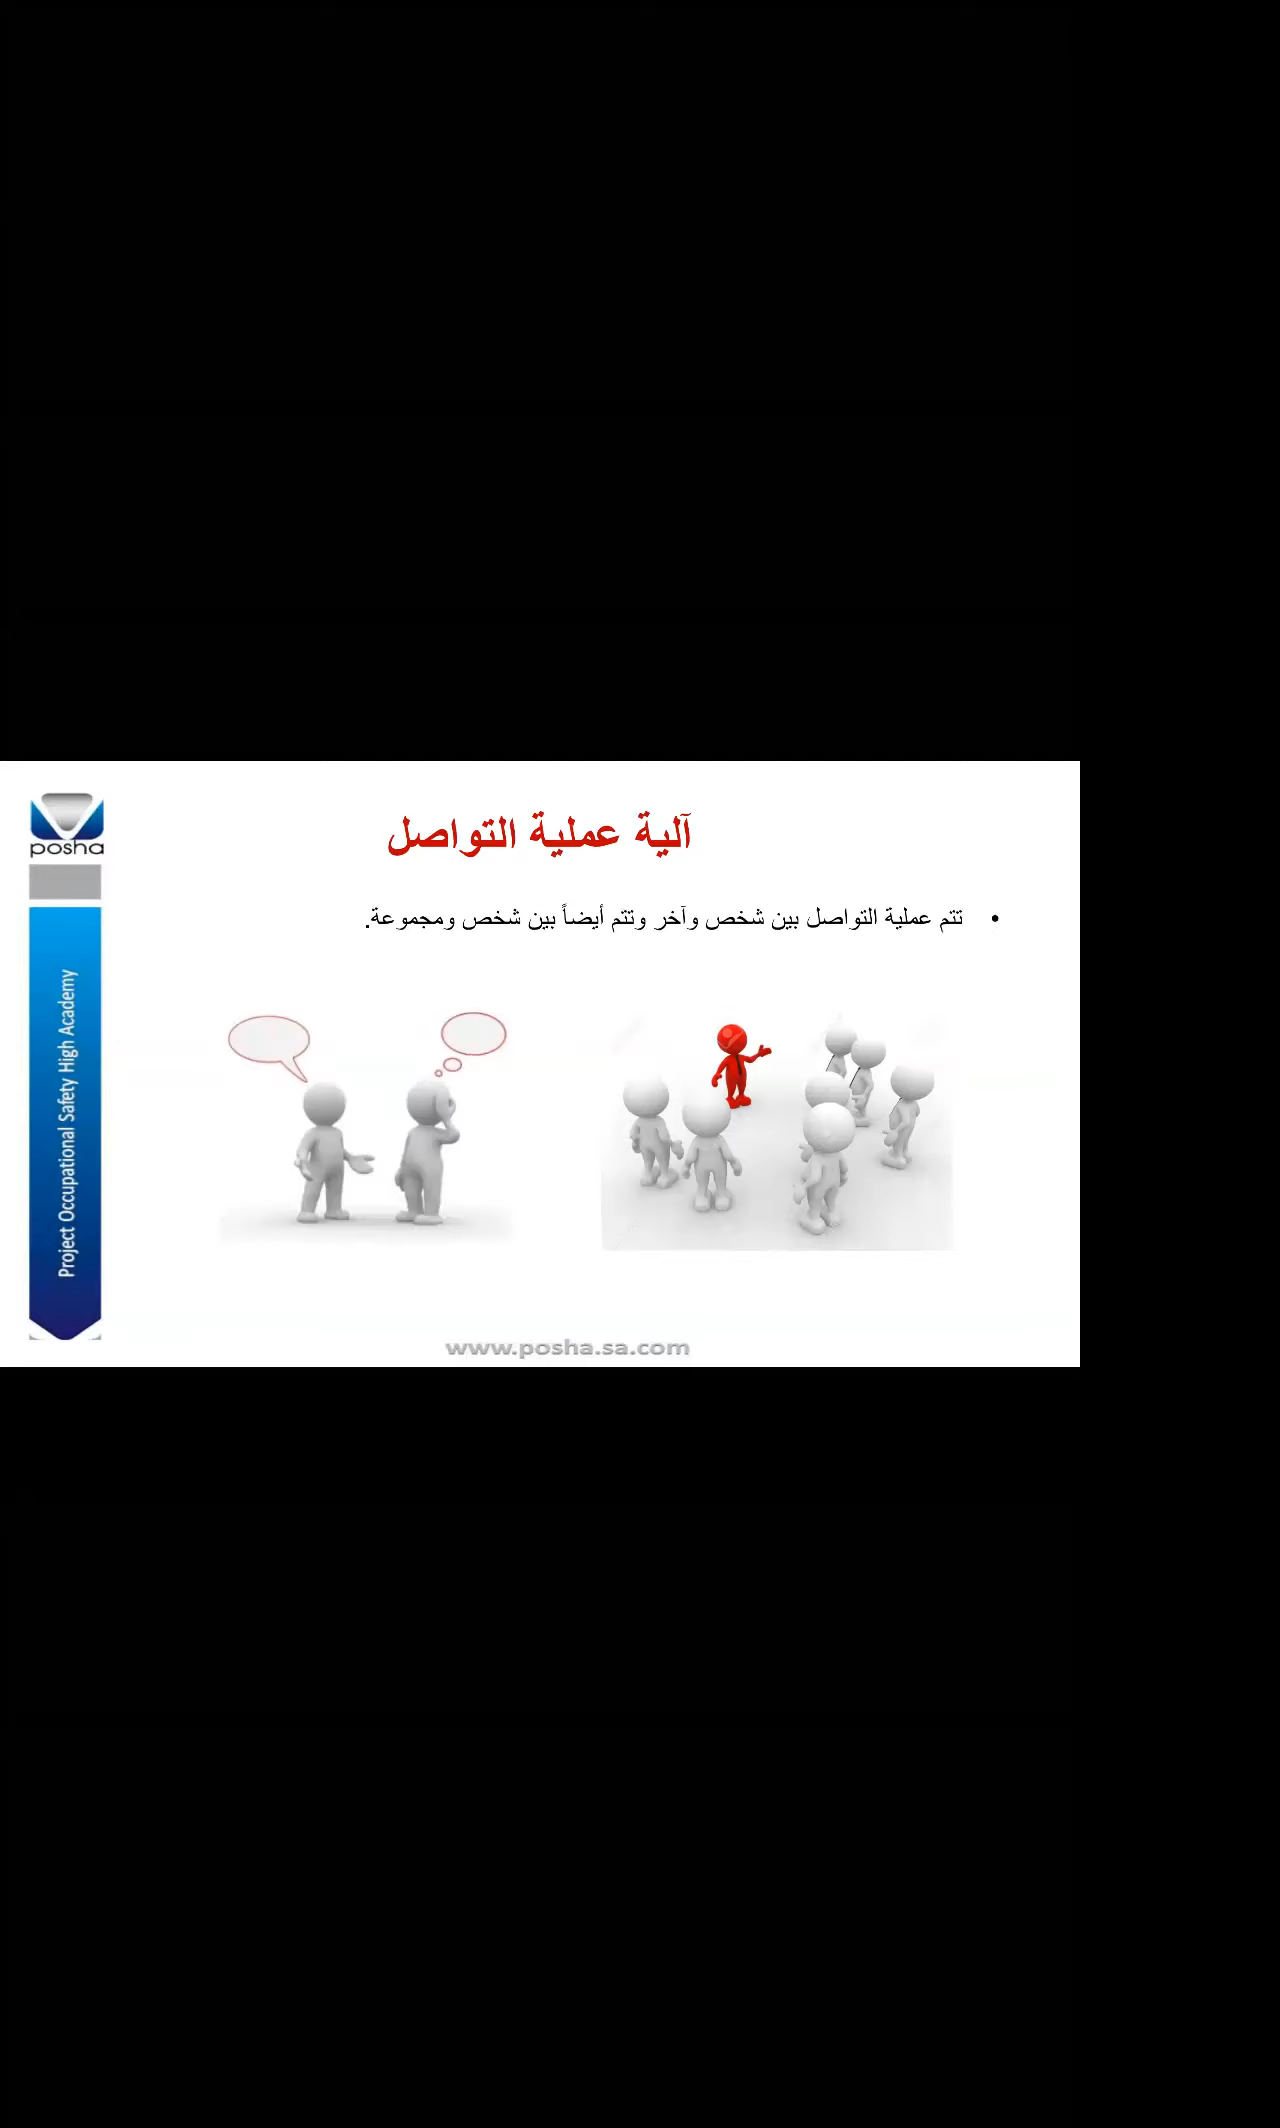 posha
آلية عملية التواصل
• تتم عملية التواصل بين شخص وآخر وتتم أيضاً بين شخص ومجموعة.
Project Occupational Safety High Academy
www.posha.sa.com